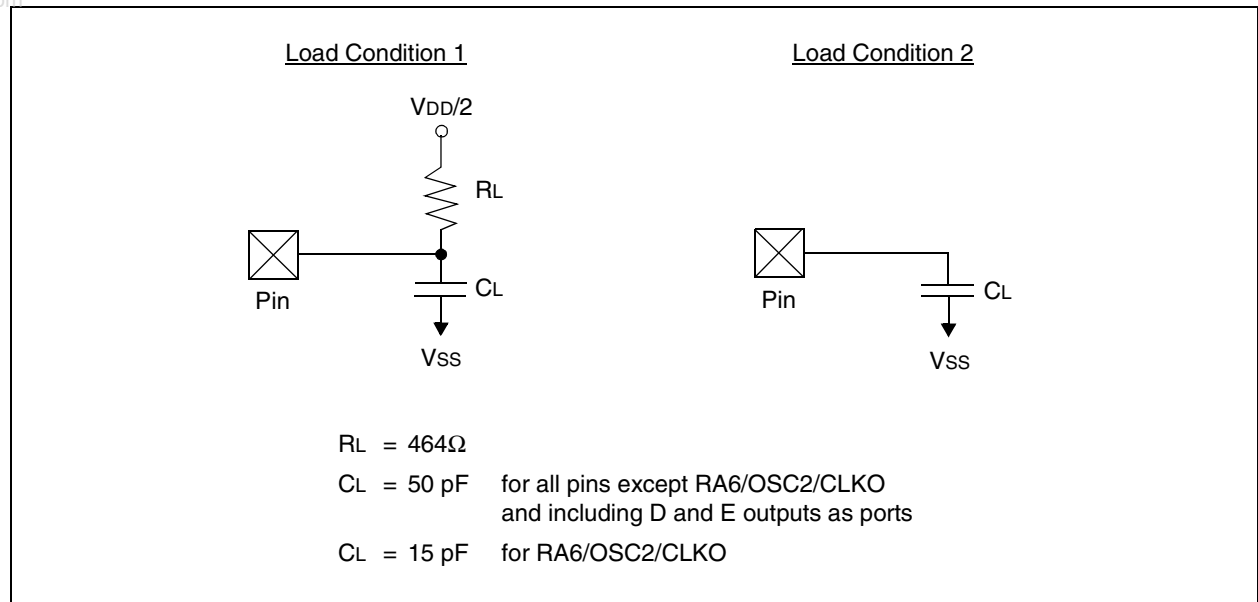 om
Load Condition 1
VDD/2
RL
Pin
CL
VSS
Load Condition 2
Pin
CL
VSS
RL = 464Ω
CL = 50 pF for all pins except RA6/OSC2/CLKO
and including D and E outputs as ports
CL = 15 pF for RA6/OSC2/CLKO